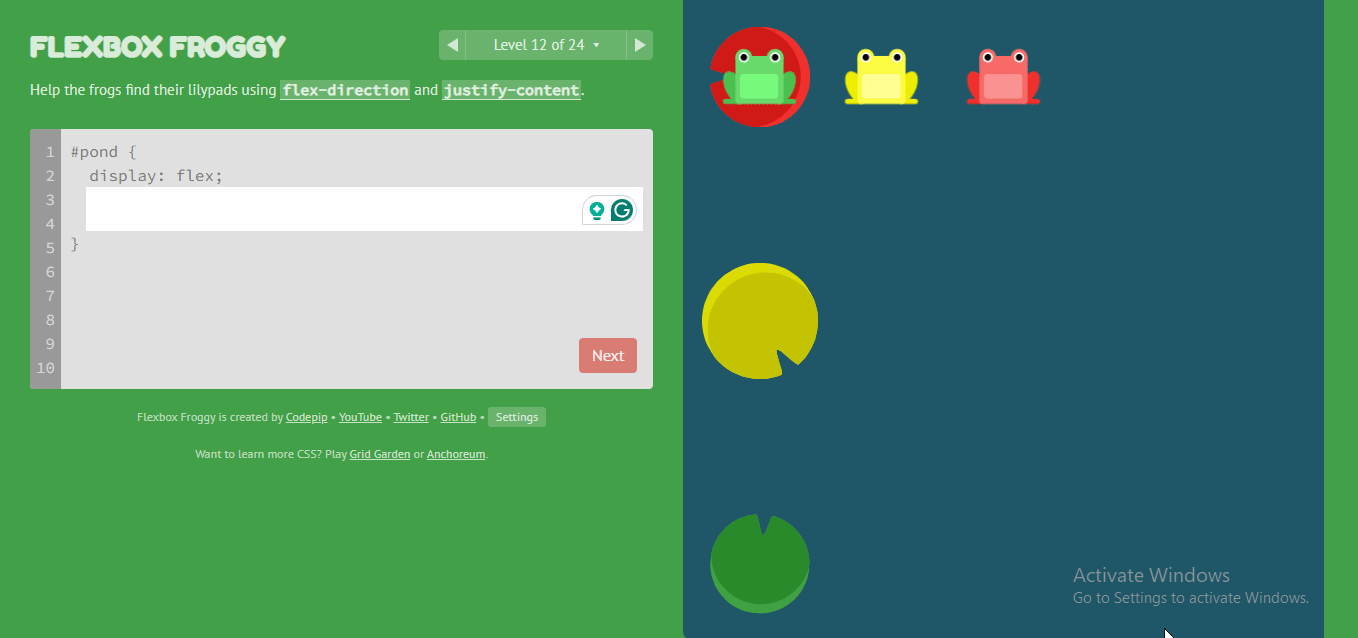 FLEXBOX FROGGY
Level 12 of 24
Help the frogs find their lilypads using flex-direction and justify-content.
1 #pond {
2 display: flex;
3
4
5 }
6
7
8
9
10
Next
Flexbox Froggy is created by Codepip • YouTube • Twitter • GitHub • Settings
Want to learn more CSS? Play Grid Garden or Anchoreum.
Activate Windows
Go to Settings to activate Windows.